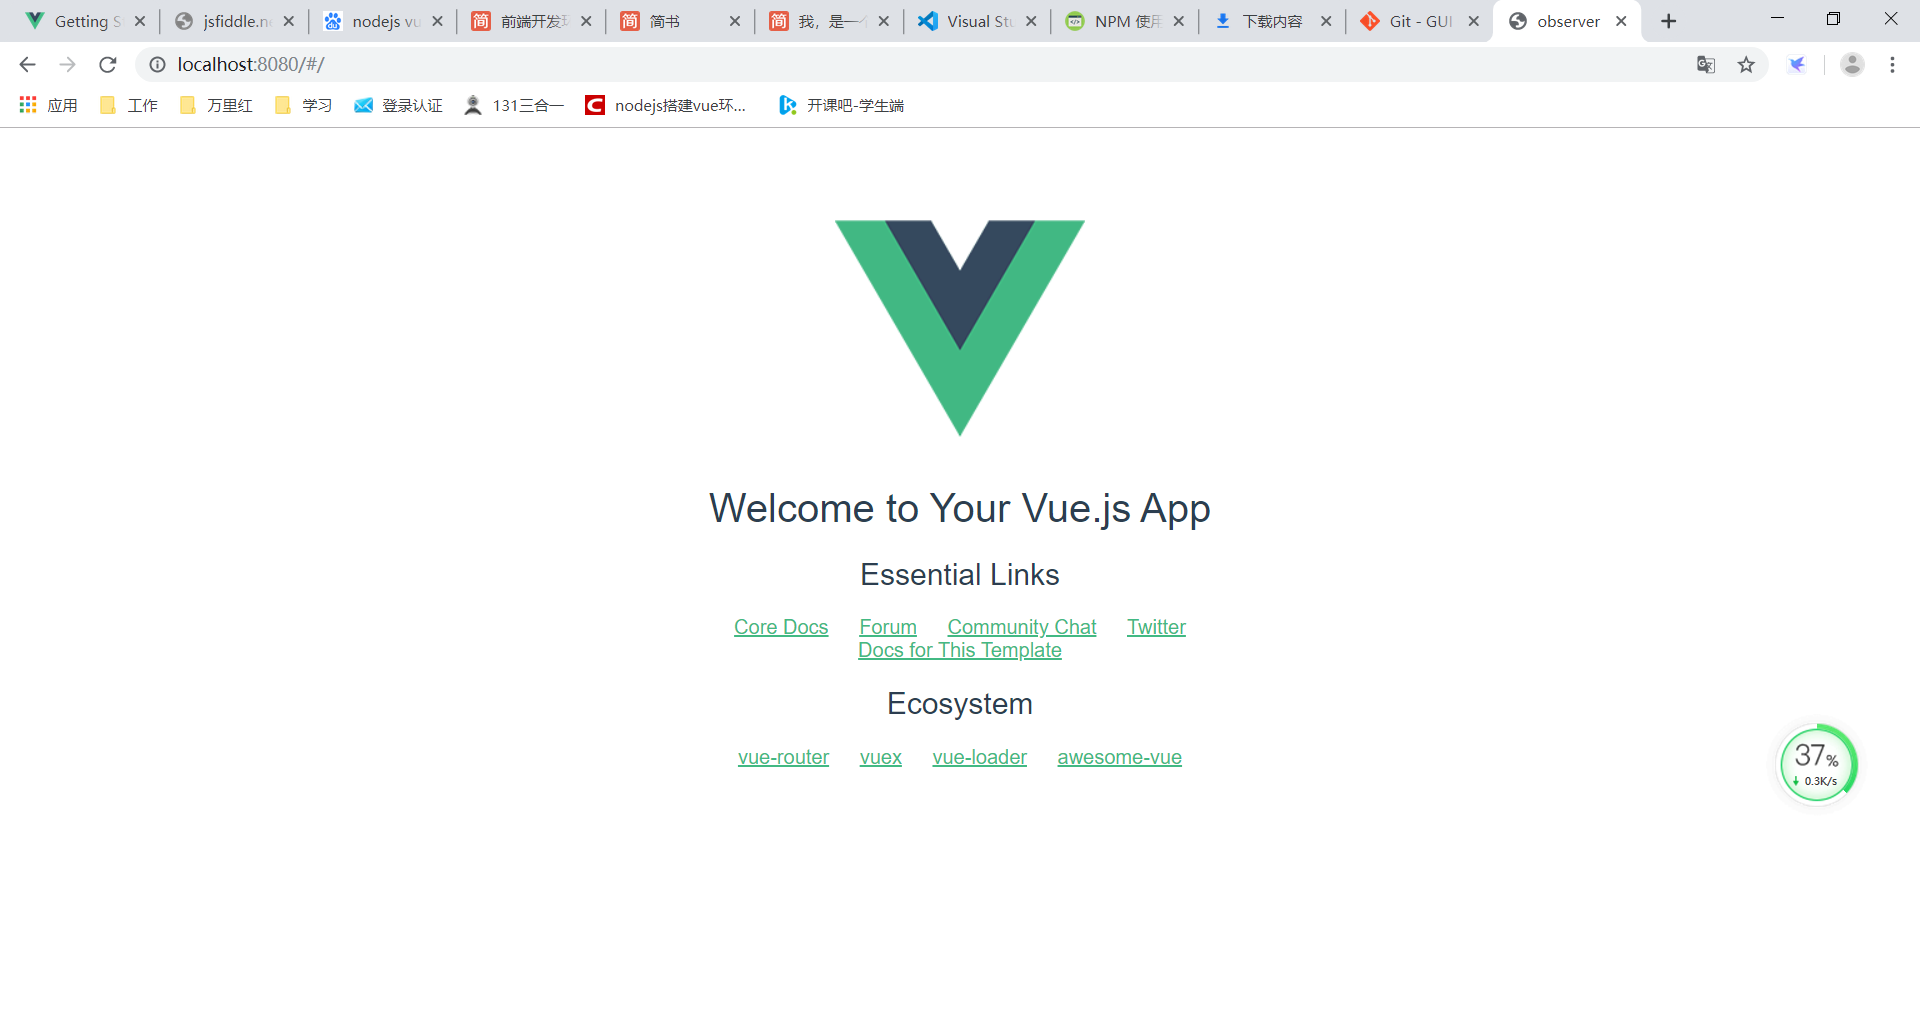 Getting S jsfiddle.ne nodejs vu 前端开发 简书 我，是一个 Visual Stu NPM 使用 下载内容 Git - GUI observer
localhost:8080/#/
应用 工作 万里红 学习 登录认证 131三合一 nodejs搭建vue环... 开课吧-学生端
Welcome to Your Vue.js App
Essential Links
Core Docs Forum Community Chat Twitter
Docs for This Template
Ecosystem
vue-router vuex vue-loader awesome-vue
37%
0.3K/s